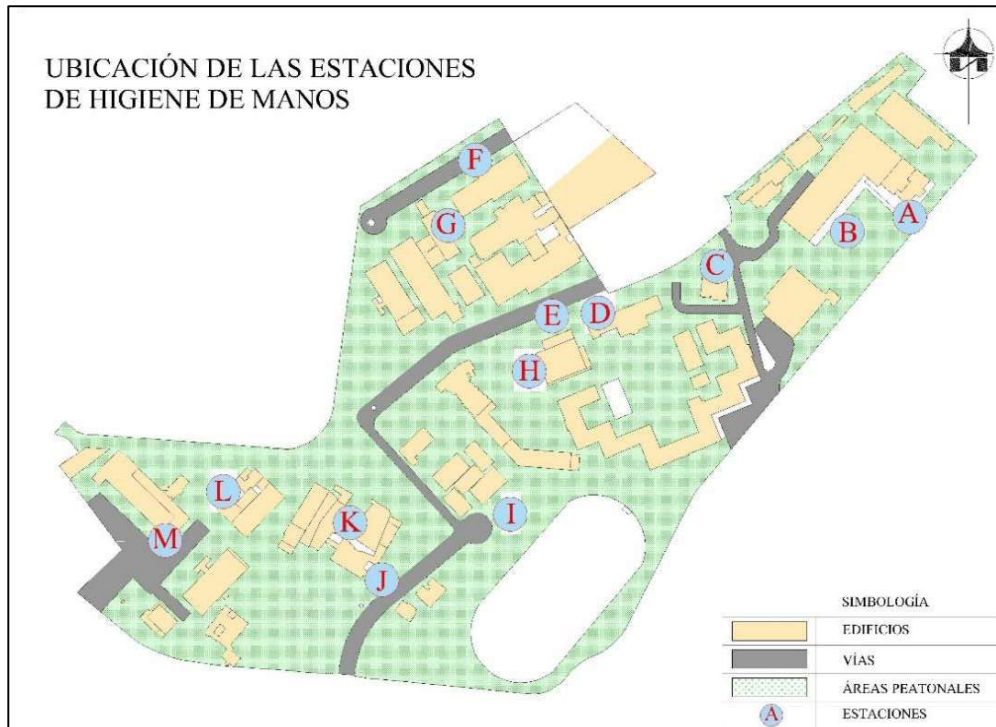 UBICACIÓN DE LAS ESTACIONES
DE HIGIENE DE MANOS
F
G
A
B
C
E
D
H
L
I
K
M
J
SIMBOLOGÍA
EDIFICIOS
VÍAS
ÁREAS PEATONALES
A
ESTACIONES